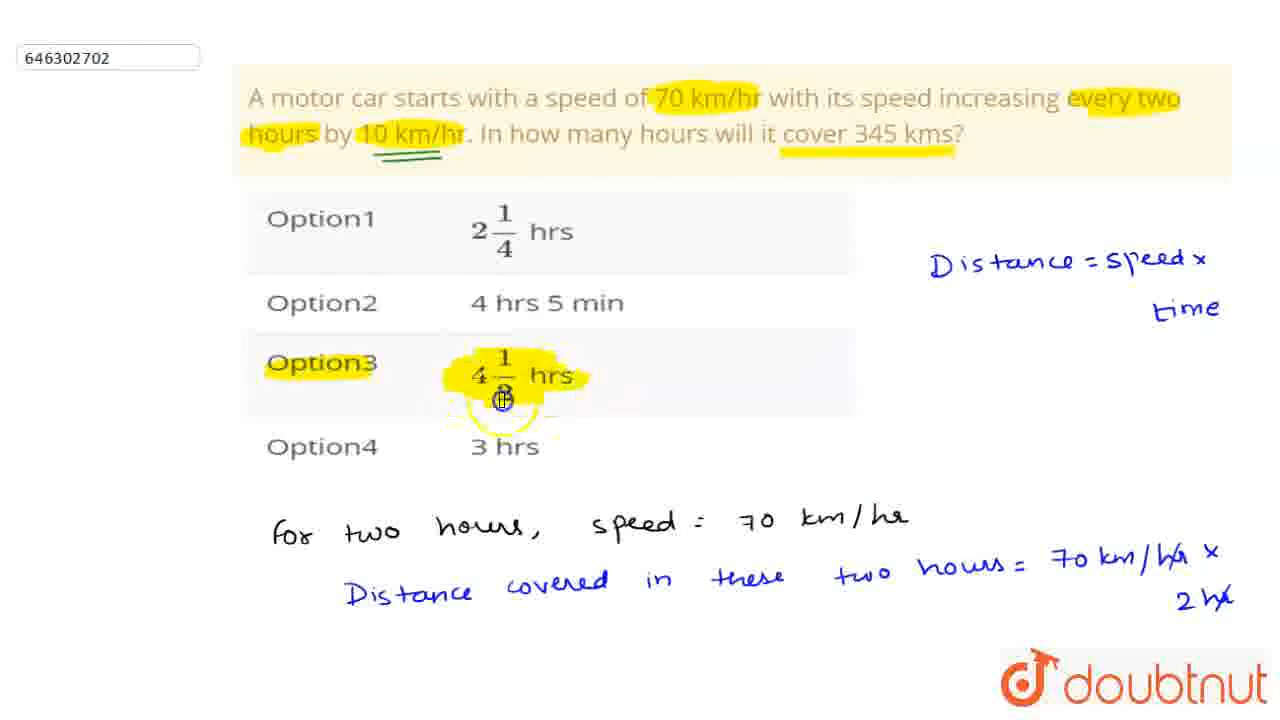 646302702
A motor car starts with a speed of 70 km/hr with its speed increasing every two
hours by 10 km/hr. In how many hours will it cover 345 kms?
Option1 2 1/4 hrs
Distance = speed x
time
Option2 4 hrs 5 min
Option3 4 1/ hrs
Option4 3 hrs
For two hours, speed = 70 km/hr
Distance covered in these two hours = 70 km/hr x
2 hr
doubtnut